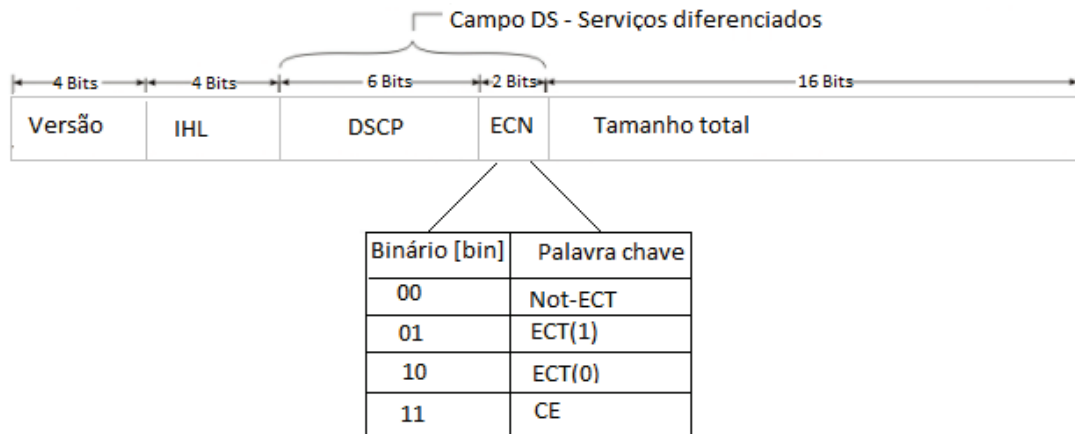 Campo DS - Serviços diferenciados
4 Bits 4 Bits 6 Bits 2 Bits 16 Bits
Versão IHL DSCP ECN Tamanho total
Binário [bin] Palavra chave
00 Not-ECT
01 ECT(1)
10 ECT(0)
11 CE